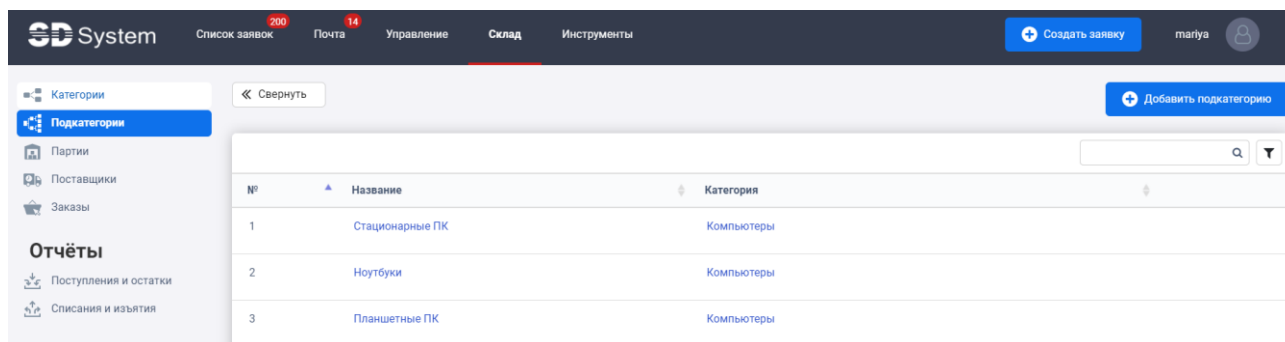 200 14
SD System Список заявок Почта Управление Склад Инструменты Создать заявку mariya
Категории Свернуть Добавить подкатегорию
Подкатегории
Партии
Поставщики № Название Категория
Заказы
1 Стационарные ПК Компьютеры
Отчёты
Поступления и остатки 2 Ноутбуки Компьютеры
Списания и изъятия
3 Планшетные ПК Компьютеры